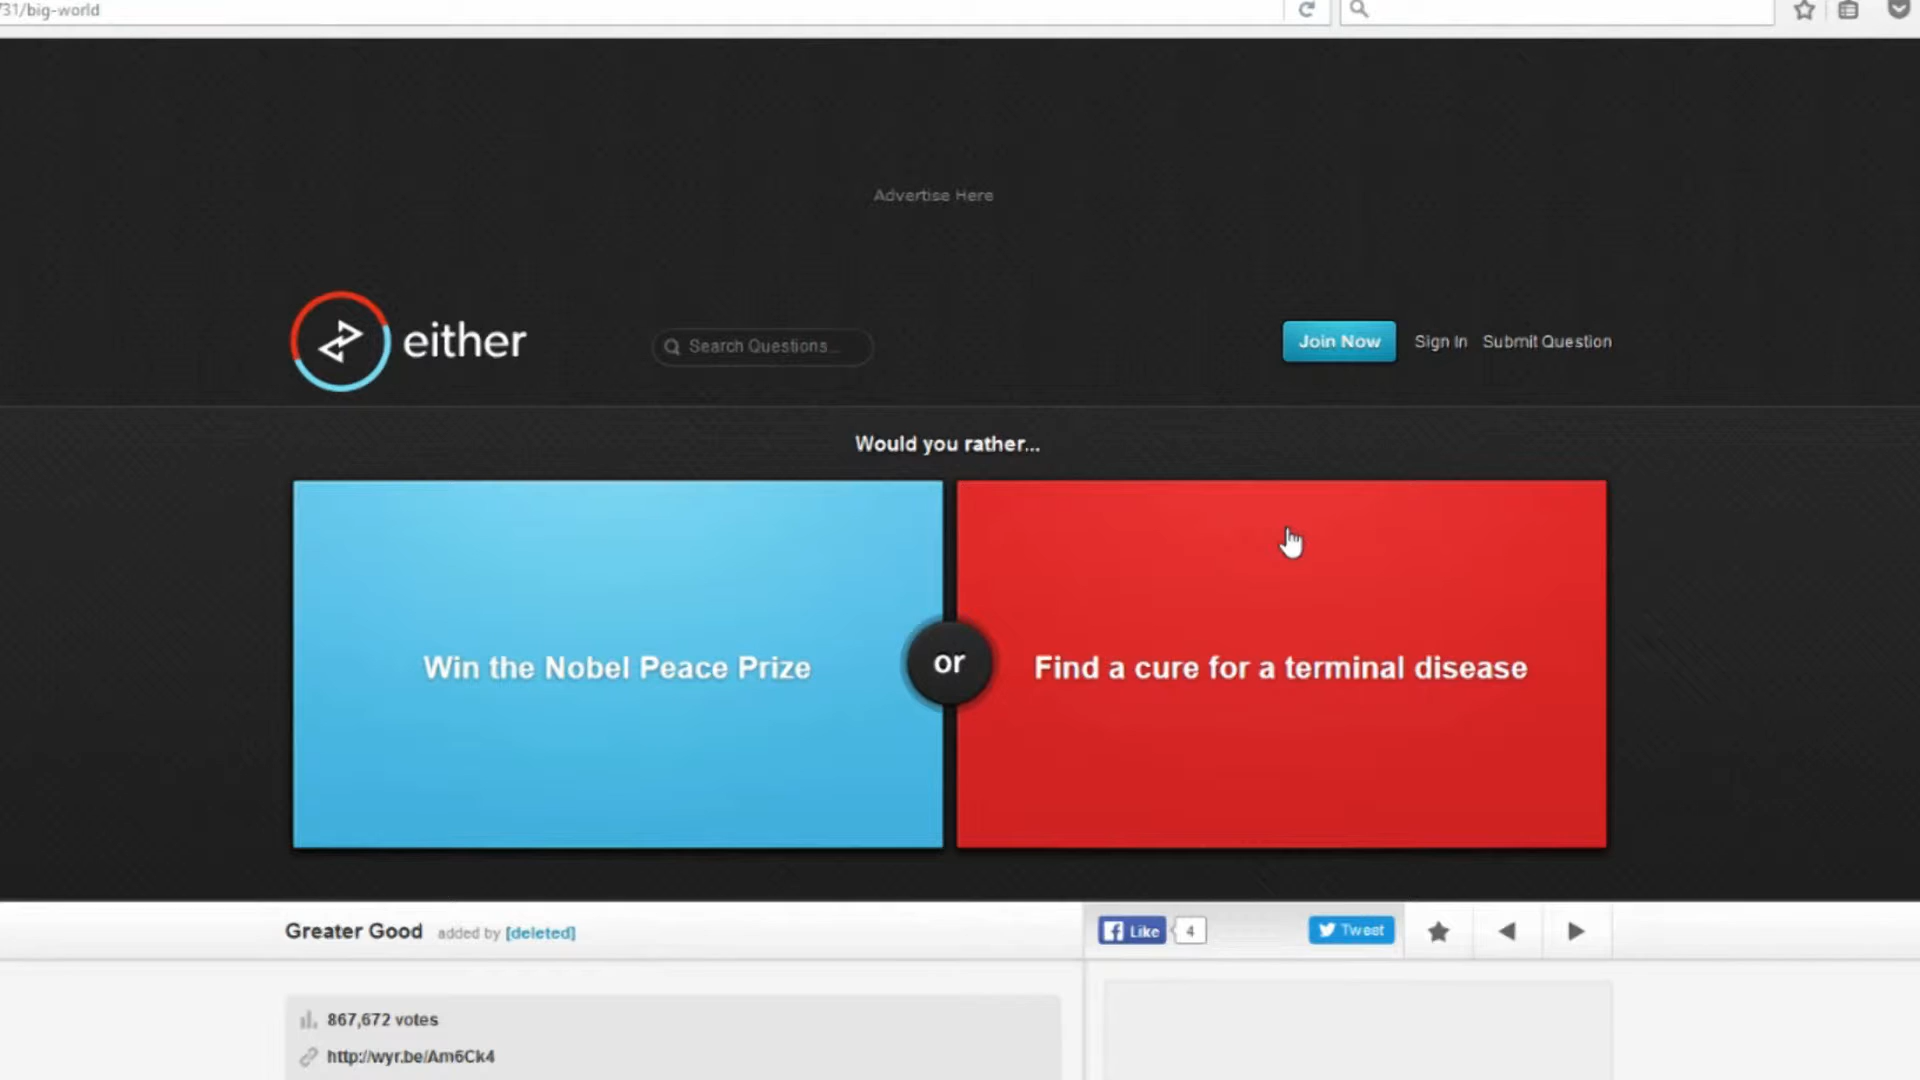 731/big-world
Advertise Here
either
Search Questions...
Join Now
Sign In
Submit Question
Would you rather...
Win the Nobel Peace Prize
or
Find a cure for a terminal disease
Greater Good added by [deleted]
Like
4
Tweet
867,672 votes
http://wyr.be/Am6Ck4